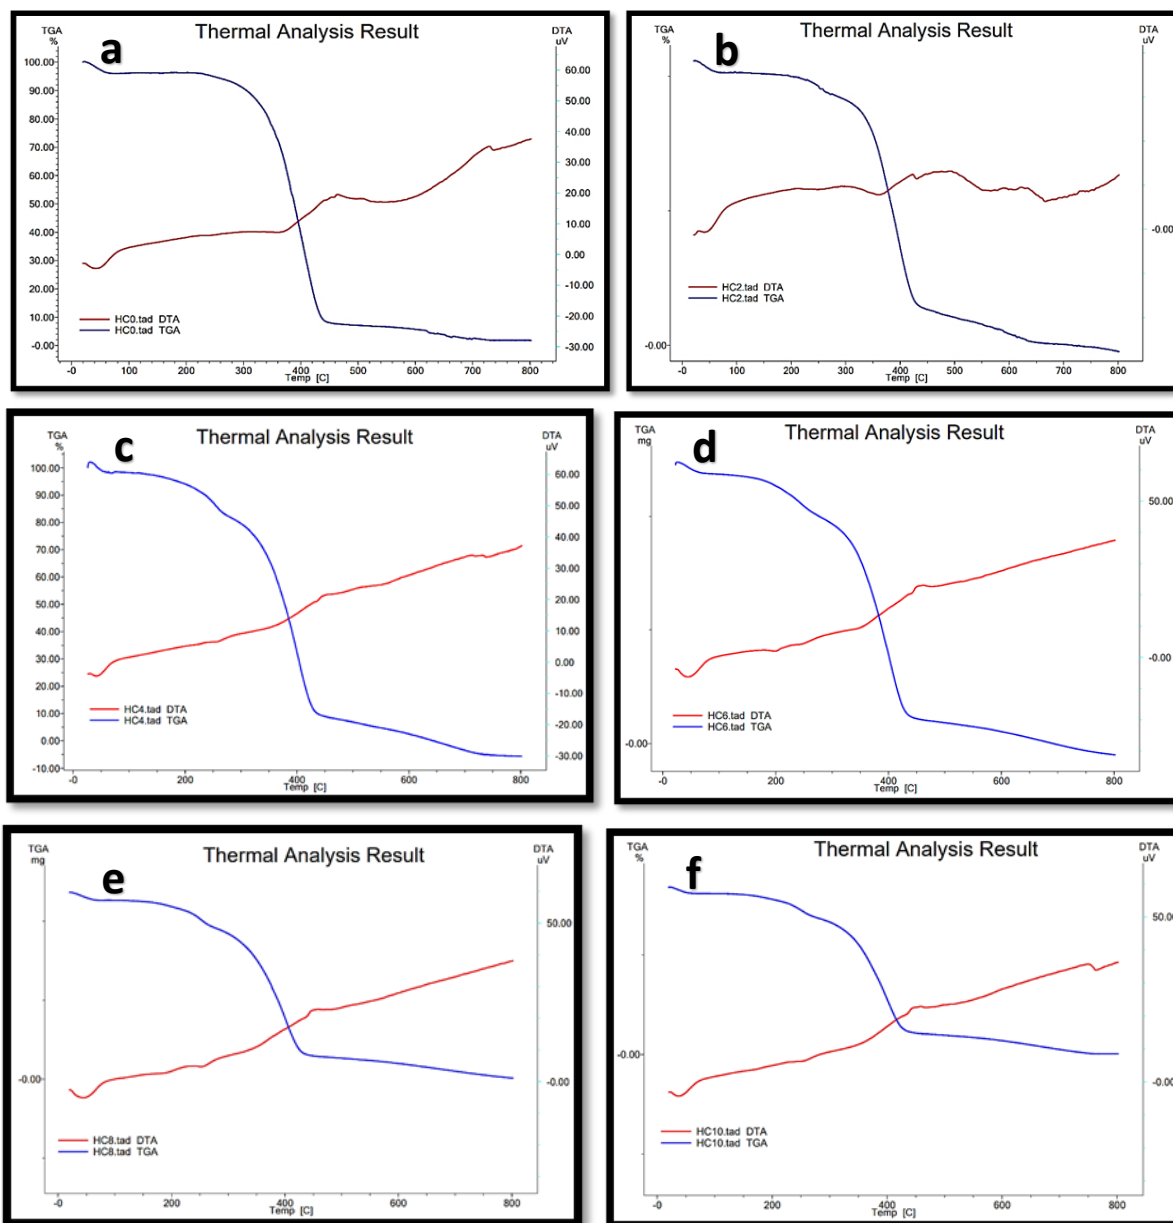 a
Thermal Analysis Result
TGA
%
DTA
uV
100.00
90.00
80.00
70.00
60.00
50.00
40.00
30.00
20.00
10.00
-0.00
60.00
50.00
40.00
30.00
20.00
10.00
0.00
-10.00
-20.00
-30.00
HC0.tad DTA
HC0.tad TGA
-0 100 200 300 400 500 600 700 800
Temp [C]
b
Thermal Analysis Result
TGA
%
DTA
uV
-0.00
-0.00
HC2.tad DTA
HC2.tad TGA
-0 100 200 300 400 500 600 700 800
Temp [C]
c
Thermal Analysis Result
TGA
%
DTA
uV
100.00
90.00
80.00
70.00
60.00
50.00
40.00
30.00
20.00
10.00
0.00
-10.00
60.00
50.00
40.00
30.00
20.00
10.00
0.00
-10.00
-20.00
-30.00
HC4.tad DTA
HC4.tad TGA
-0 200 400 600 800
Temp [C]
d
Thermal Analysis Result
TGA
mg
DTA
uV
-0.00
50.00
-0.00
HC6.tad DTA
HC6.tad TGA
-0 200 400 600 800
Temp [C]
e
Thermal Analysis Result
TGA
mg
DTA
uV
-0.00
50.00
-0.00
HC8.tad DTA
HC8.tad TGA
-0 200 400 600 800
Temp [C]
f
Thermal Analysis Result
TGA
%
DTA
uV
-0.00
50.00
-0.00
HC10.tad DTA
HC10.tad TGA
-0 200 400 600 800
Temp [C]